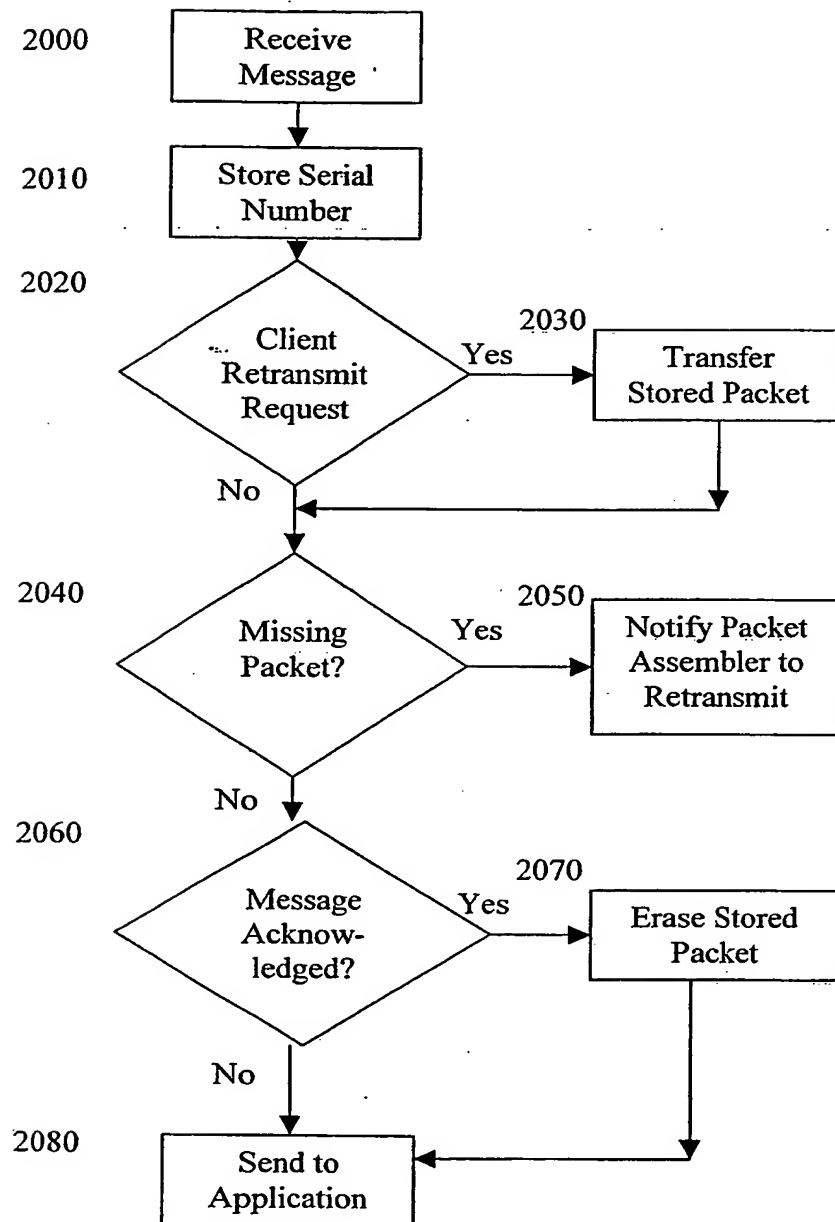 2000
Receive
Message
2010
Store Serial
Number
2020
Client
Retransmit
Request
Yes
2030
Transfer
Stored Packet
No
2040
Missing
Packet?
Yes
2050
Notify Packet
Assembler to
Retransmit
No
2060
Message
Acknow-
ledged?
Yes
2070
Erase Stored
Packet
No
2080
Send to
Application